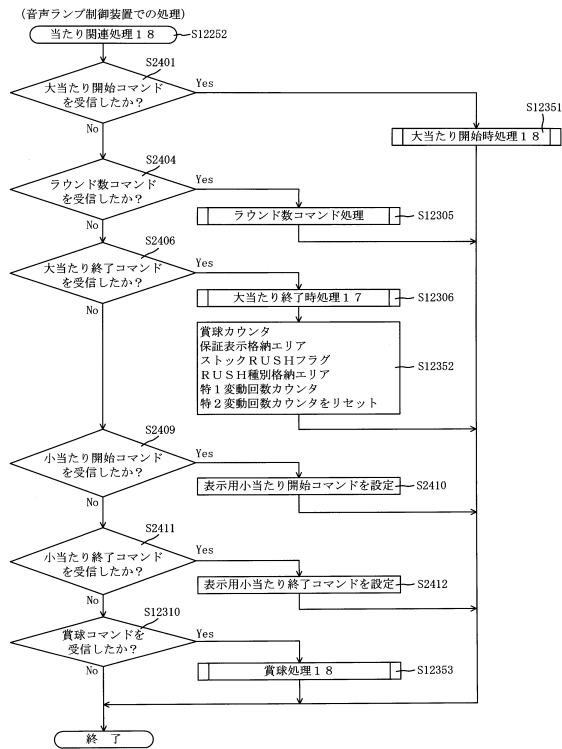 (音声ランプ制御装置での処理)
当たり関連処理18
S12252
S2401
大当たり開始コマンド
を受信したか?
Yes
No
S12351
大当たり開始時処理18
S2404
ラウンド数コマンド
を受信したか?
Yes
No
ラウンド数コマンド処理
S12305
S2406
大当たり終了コマンド
を受信したか?
Yes
No
大当たり終了時処理17
S12306
賞球カウンタ
保証表示格納エリア
ストックRUSHフラグ
RUSH種別格納エリア
特1変動回数カウンタ
特2変動回数カウンタをリセット
S12352
S2409
小当たり開始コマンド
を受信したか?
Yes
No
表示用小当たり開始コマンドを設定
S2410
S2411
小当たり終了コマンド
を受信したか?
Yes
No
表示用小当たり終了コマンドを設定
S2412
S12310
賞球コマンドを
受信したか?
Yes
No
賞球処理18
S12353
終 了